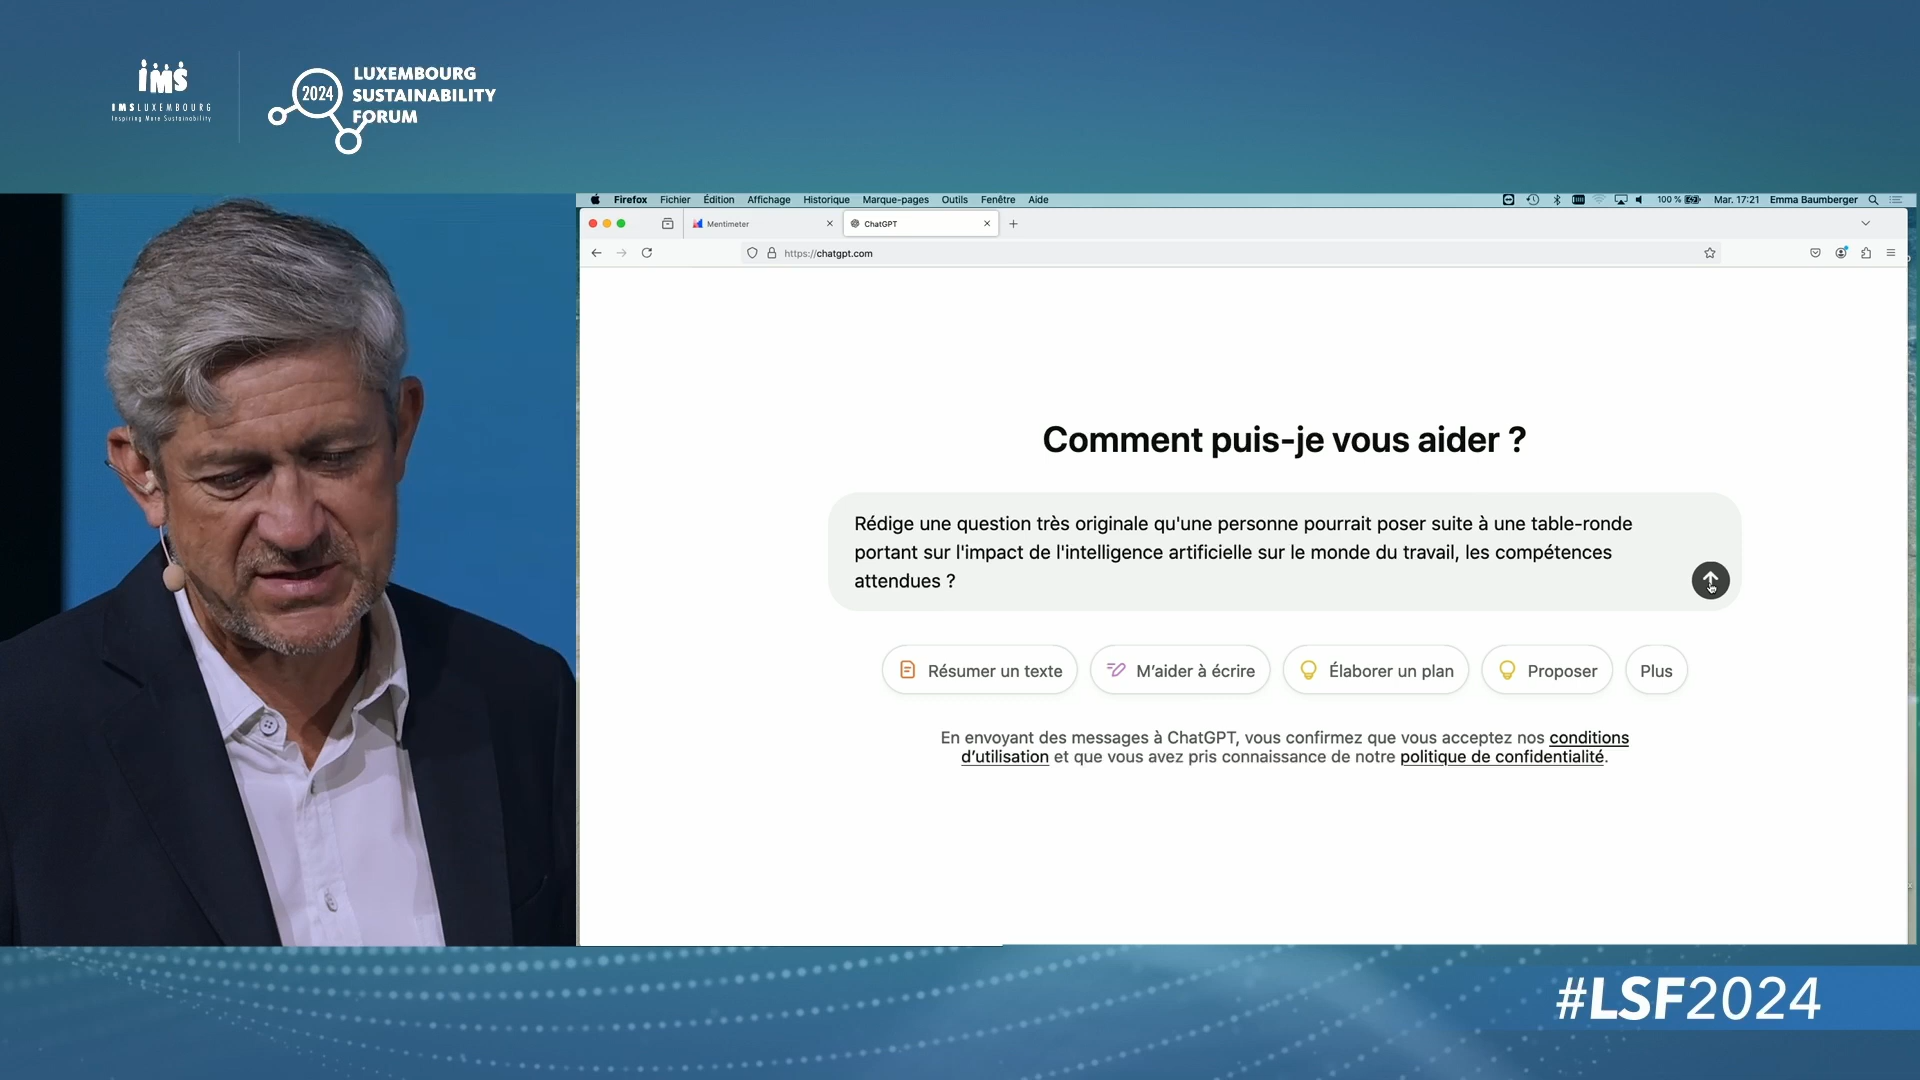 IMS
IMS LUXEMBOURG
Inspiring More Sustainability
2024
LUXEMBOURG
SUSTAINABILITY
FORUM
Firefox Fichier Édition Affichage Historique Marque-pages Outils Fenêtre Aide
100 % Mar. 17:21 Emma Baumberger
Mentimeter
ChatGPT
https://chatgpt.com
Comment puis-je vous aider ?
Rédige une question très originale qu'une personne pourrait poser suite à une table-ronde
portant sur l'impact de l'intelligence artificielle sur le monde du travail, les compétences
attendues ?
Résumer un texte
M’aider à écrire
Élaborer un plan
Proposer
Plus
En envoyant des messages à ChatGPT, vous confirmez que vous acceptez nos conditions
d’utilisation et que vous avez pris connaissance de notre politique de confidentialité.
#LSF2024